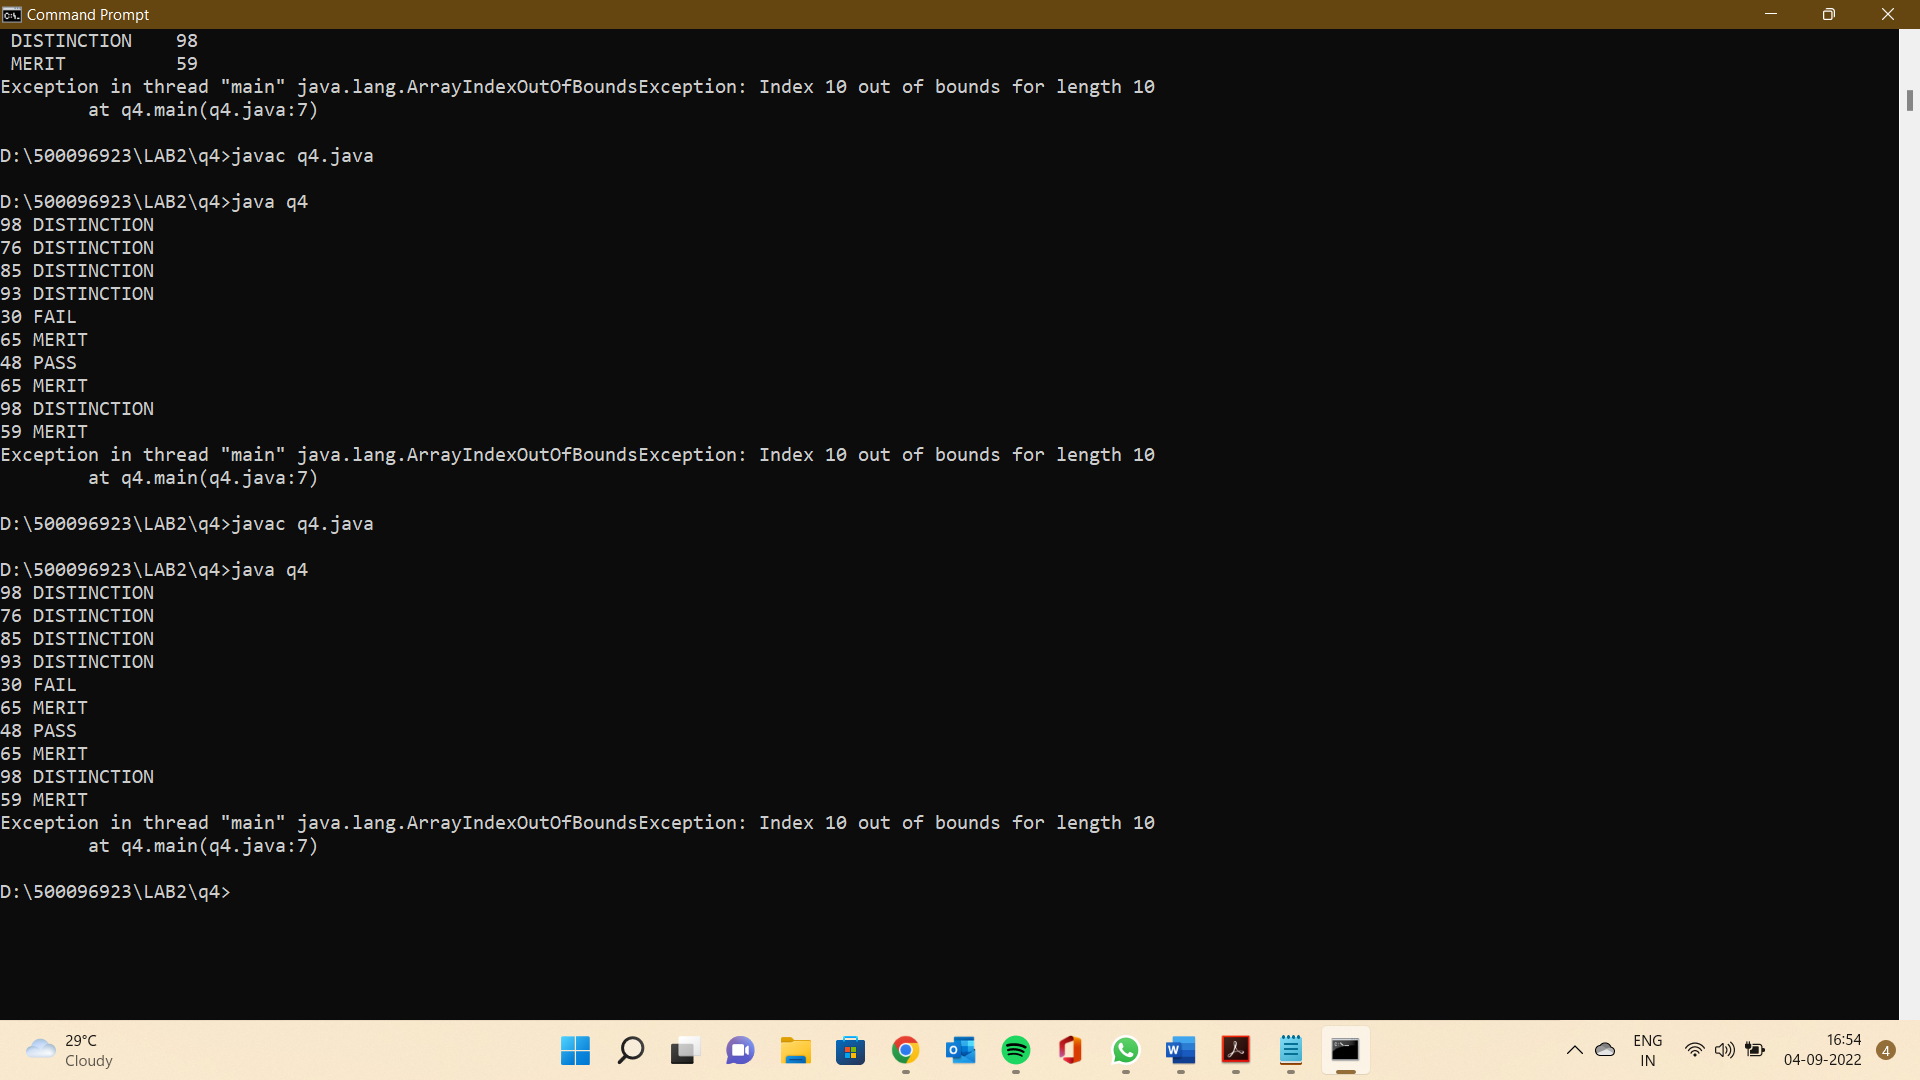 Command Prompt
DISTINCTION    98
MERIT          59
Exception in thread "main" java.lang.ArrayIndexOutOfBoundsException: Index 10 out of bounds for length 10
        at q4.main(q4.java:7)
D:\500096923\LAB2\q4>javac q4.java
D:\500096923\LAB2\q4>java q4
98 DISTINCTION
76 DISTINCTION
85 DISTINCTION
93 DISTINCTION
30 FAIL
65 MERIT
48 PASS
65 MERIT
98 DISTINCTION
59 MERIT
Exception in thread "main" java.lang.ArrayIndexOutOfBoundsException: Index 10 out of bounds for length 10
        at q4.main(q4.java:7)
D:\500096923\LAB2\q4>javac q4.java
D:\500096923\LAB2\q4>java q4
98 DISTINCTION
76 DISTINCTION
85 DISTINCTION
93 DISTINCTION
30 FAIL
65 MERIT
48 PASS
65 MERIT
98 DISTINCTION
59 MERIT
Exception in thread "main" java.lang.ArrayIndexOutOfBoundsException: Index 10 out of bounds for length 10
        at q4.main(q4.java:7)
D:\500096923\LAB2\q4>
29°C
Cloudy
ENG
IN
16:54
04-09-2022
4